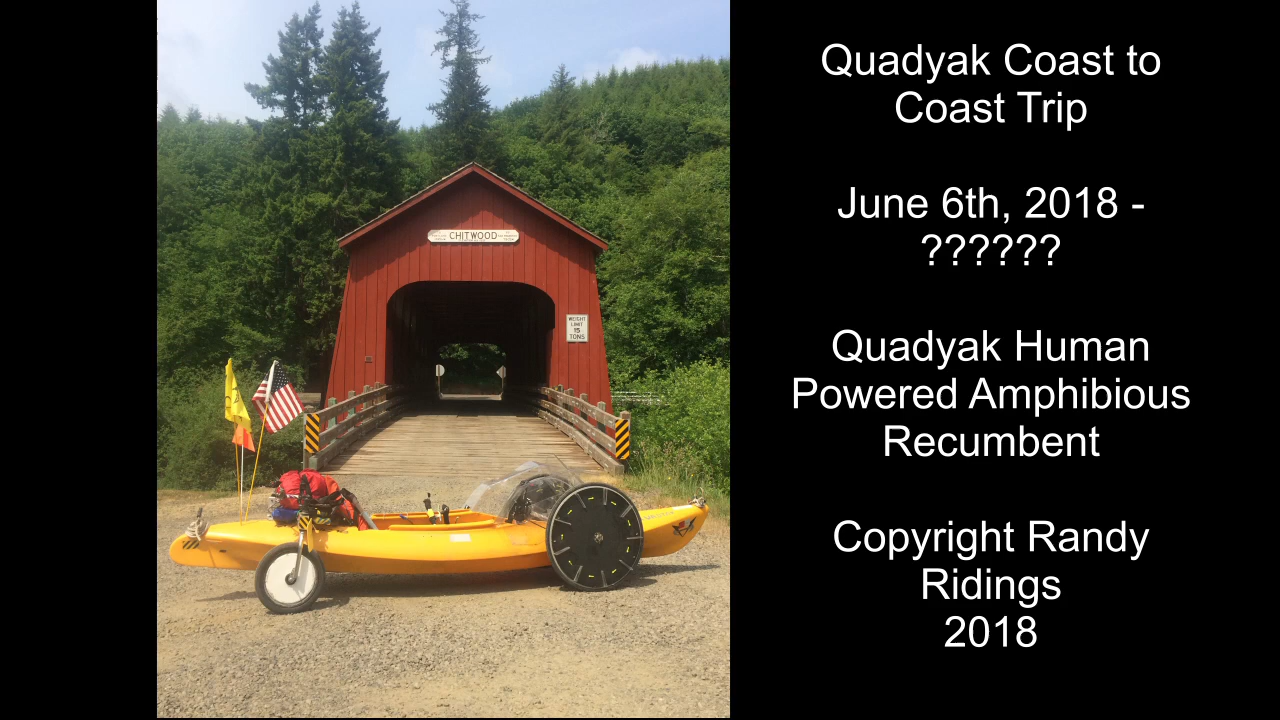 CHITWOOD
WEIGHT
LIMIT
15
TONS
Quadyak Coast to
Coast Trip
June 6th, 2018 -
??????
Quadyak Human
Powered Amphibious
Recumbent
Copyright Randy
Ridings
2018